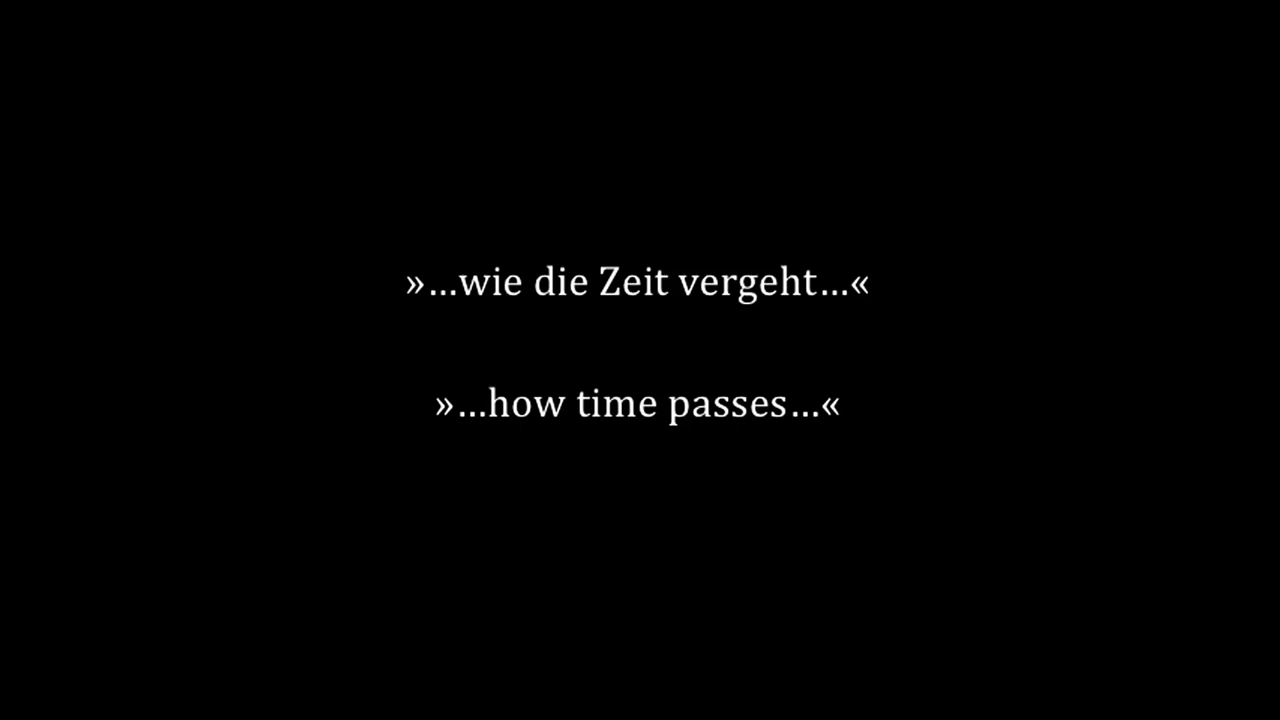 »…wie die Zeit vergeht…«
»…how time passes…«